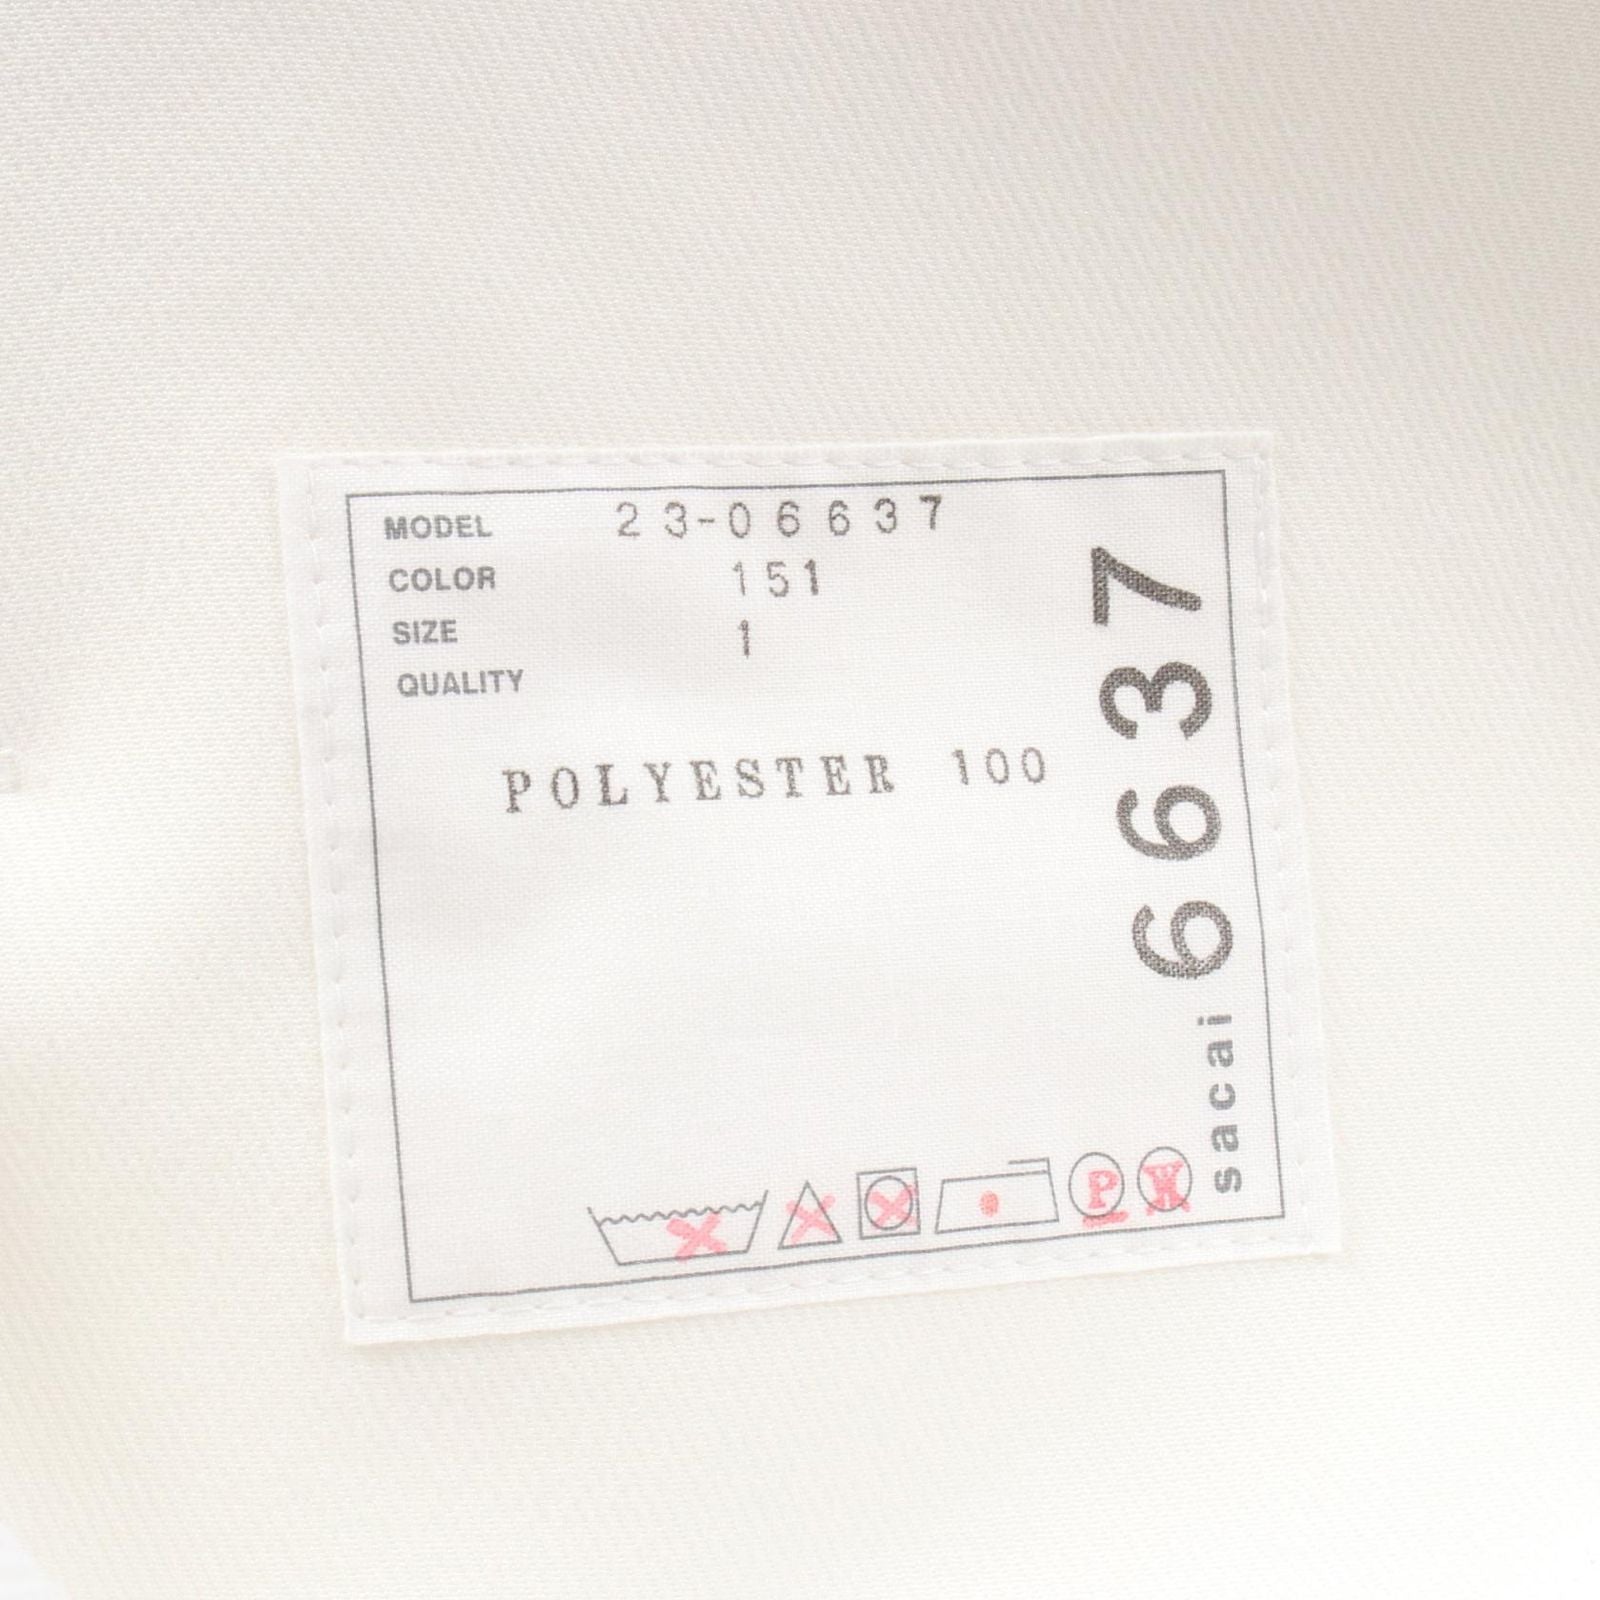 MODEL 23-06637
COLOR 151
SIZE 1
QUALITY
POLYESTER 100
sacai 6637
P W